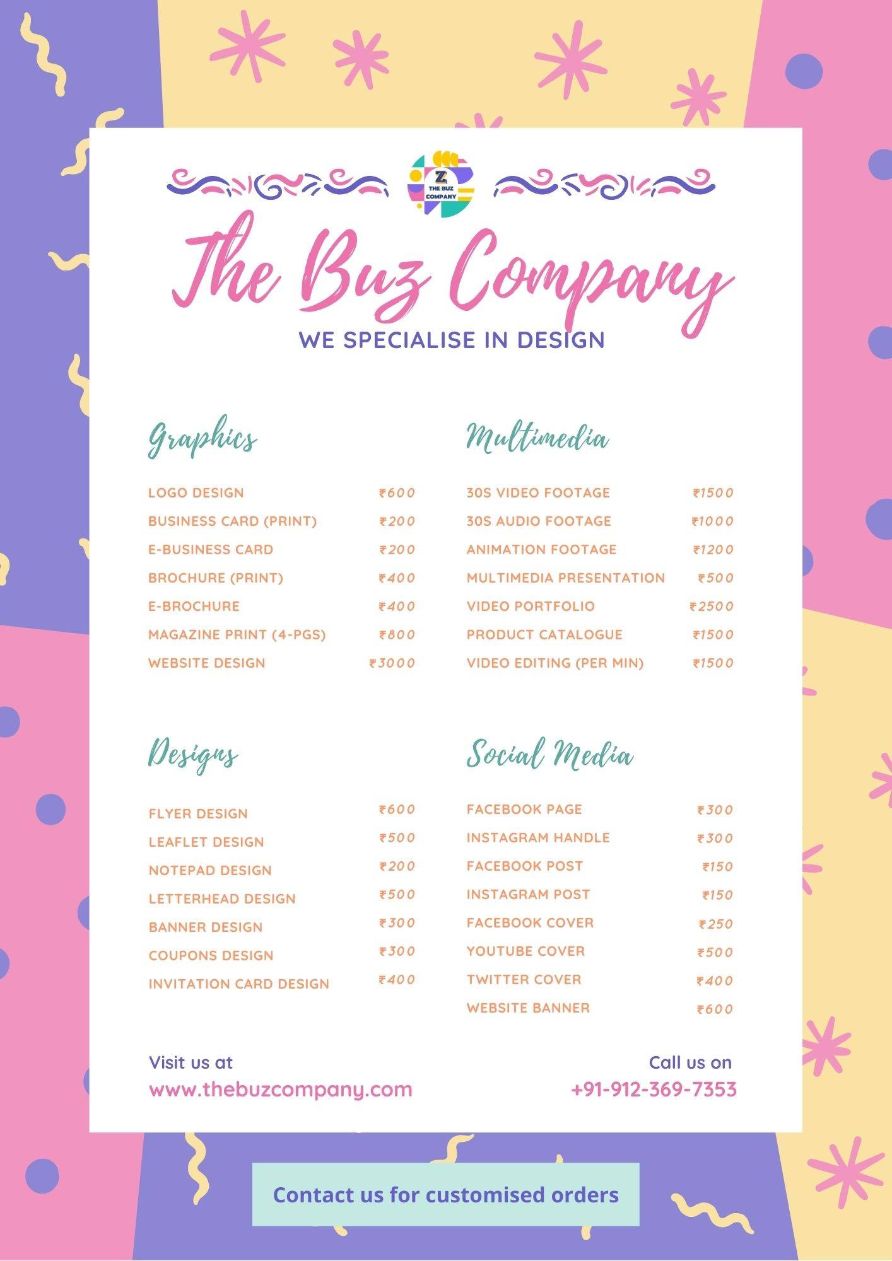 Z
THE BUZ
COMPANY
The Buz Company
WE SPECIALISE IN DESIGN
Graphics
LOGO DESIGN ₹600
BUSINESS CARD (PRINT) ₹200
E-BUSINESS CARD ₹200
BROCHURE (PRINT) ₹400
E-BROCHURE ₹400
MAGAZINE PRINT (4-PGS) ₹800
WEBSITE DESIGN ₹3000
Multimedia
30S VIDEO FOOTAGE ₹1500
30S AUDIO FOOTAGE ₹1000
ANIMATION FOOTAGE ₹1200
MULTIMEDIA PRESENTATION ₹500
VIDEO PORTFOLIO ₹2500
PRODUCT CATALOGUE ₹1500
VIDEO EDITING (PER MIN) ₹1500
Designs
FLYER DESIGN ₹600
LEAFLET DESIGN ₹500
NOTEPAD DESIGN ₹200
LETTERHEAD DESIGN ₹500
BANNER DESIGN ₹300
COUPONS DESIGN ₹300
INVITATION CARD DESIGN ₹400
Social Media
FACEBOOK PAGE ₹300
INSTAGRAM HANDLE ₹300
FACEBOOK POST ₹150
INSTAGRAM POST ₹150
FACEBOOK COVER ₹250
YOUTUBE COVER ₹500
TWITTER COVER ₹400
WEBSITE BANNER ₹600
Visit us at
www.thebuzcompany.com
Call us on
+91-912-369-7353
Contact us for customised orders